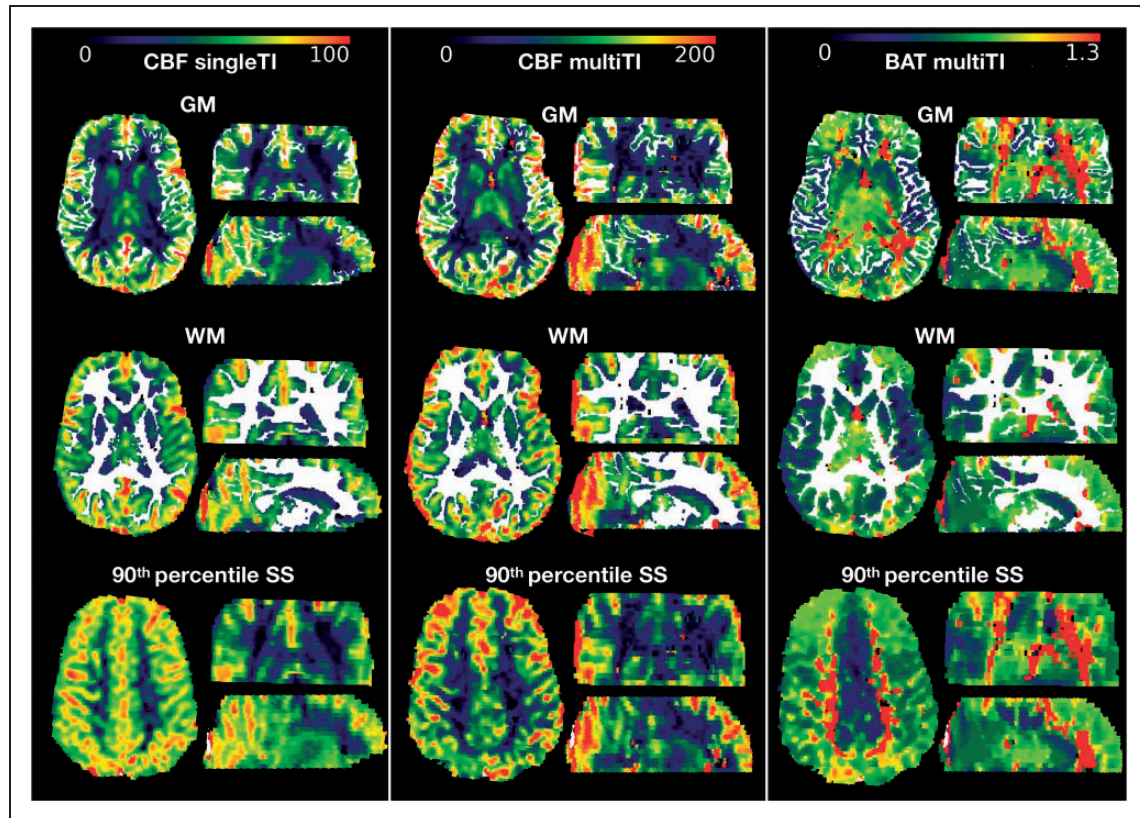 0 100
CBF singleTI
GM
WM
90th percentile SS
0 200
CBF multiTI
GM
WM
90th percentile SS
0 1.3
BAT multiTI
GM
WM
90th percentile SS